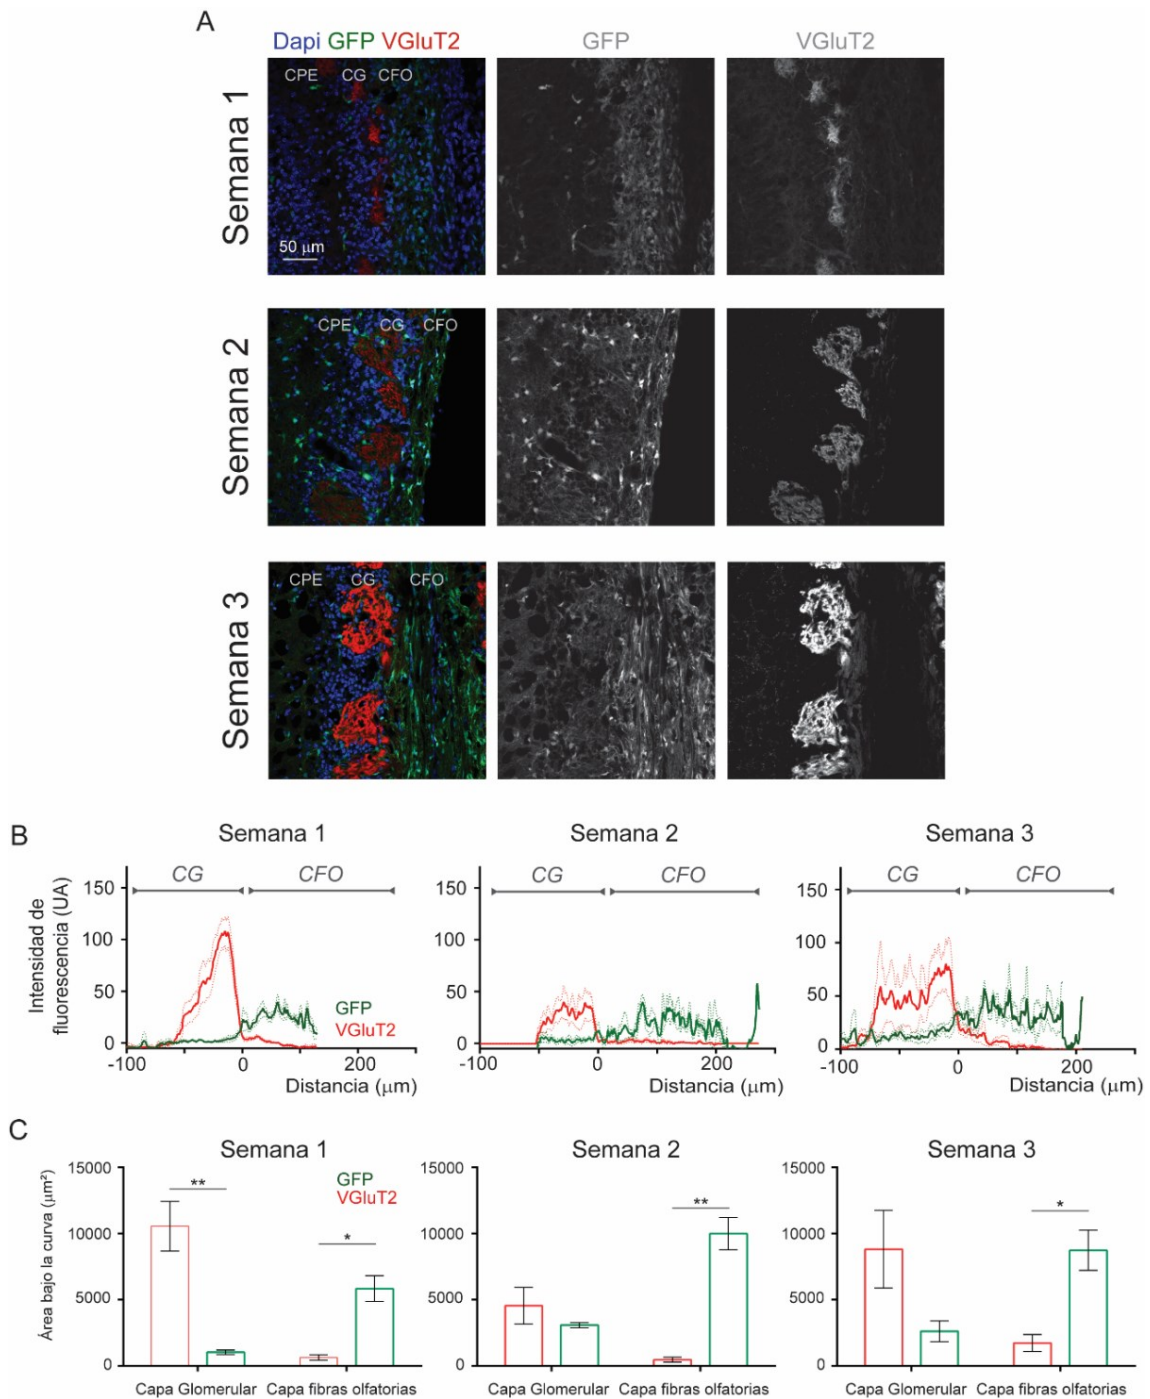 A
Dapi GFP VGluT2
GFP
VGluT2
Semana 1
CPE CG CFO
50 μm
Semana 2
CPE CG CFO
Semana 3
CPE CG CFO
B
Semana 1
Semana 2
Semana 3
Intensidad de
fluorescencia (UA)
150
100
50
0
CG CFO
GFP
VGluT2
-100 0 200
Distancia (μm)
150
100
50
0
CG CFO
-100 0 200
Distancia (μm)
150
100
50
0
CG CFO
-100 0 200
Distancia (μm)
C
Semana 1
Semana 2
Semana 3
Área bajo la curva (μm²)
15000
10000
5000
0
**
*
GFP
VGluT2
Capa Glomerular Capa fibras olfatorias
15000
10000
5000
0
**
Capa Glomerular Capa fibras olfatorias
15000
10000
5000
0
*
Capa Glomerular Capa fibras olfatorias